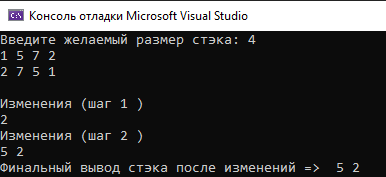 Консоль отладки Microsoft Visual Studio
Введите желаемый размер стэка: 4
1 5 7 2
2 7 5 1
Изменения (шаг 1 )
2
Изменения (шаг 2 )
5 2
Финальный вывод стэка после изменений =>  5 2